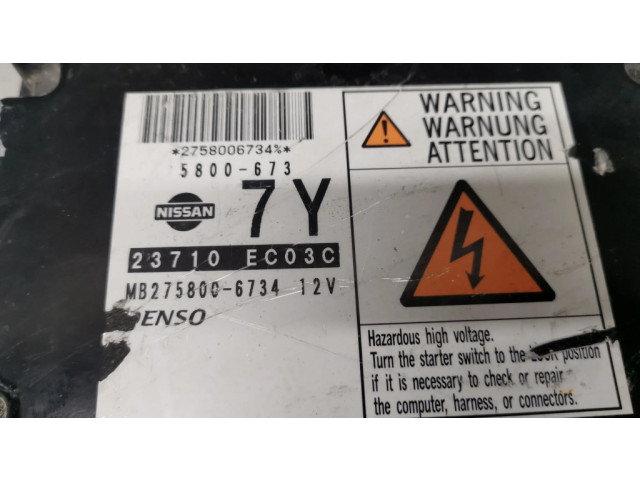 *2758006734%*
5800-673
NISSAN
7Y
23710 EC03C
MB275800-6734 12V
ENSO
WARNING
WARNUNG
ATTENTION
Hazardous high voltage.
Turn the starter switch to the position
if it is necessary to check or repair
the computer, harness, or connectors.